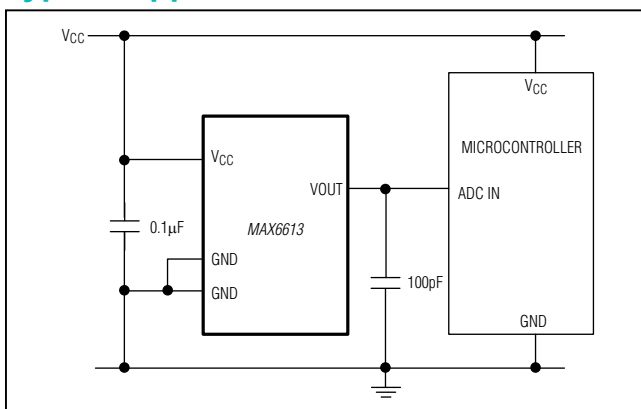 VCC
VCC
MICROCONTROLLER
VCC
VOUT
ADC IN
0.1μF
MAX6613
GND
100pF
GND
GND